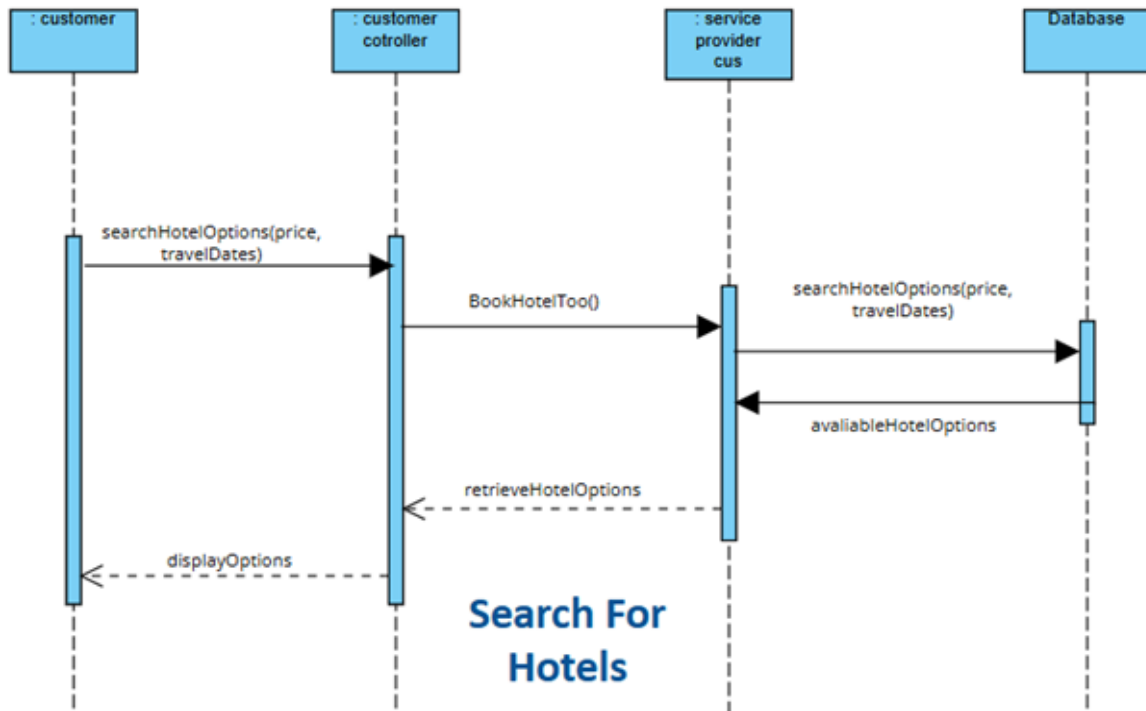 : customer
: customer
cotroller
: service
provider
cus
Database
searchHotelOptions(price,
travelDates)
BookHotelToo()
searchHotelOptions(price,
travelDates)
avaliableHotelOptions
retrieveHotelOptions
displayOptions
Search For
Hotels